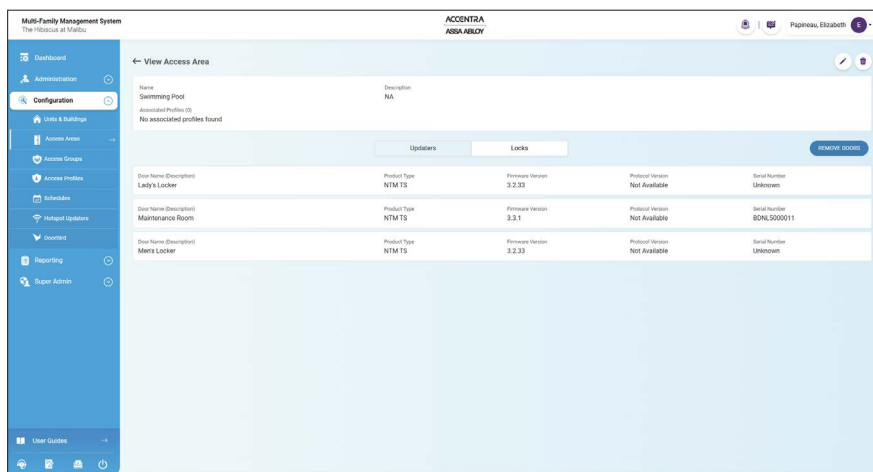 Multi-Family Management System
The Hibiscus at Malibu
ACCENTRA
ASSA ABLOY
Papineau, Elizabeth E
Dashboard
Administration
Configuration
Units & Buildings
Access Areas
Access Groups
Access Profiles
Schedules
Hotspot Updaters
DoorBird
Reporting
Super Admin
User Guides
← View Access Area
Name Description
Swimming Pool NA
Associated Profiles (0)
No associated profiles found
Updaters Locks REMOVE DOORS
Door Name (Description) Product Type Firmware Version Protocol Version Serial Number
Lady's Locker NTM TS 3.2.33 Not Available Unknown
Door Name (Description) Product Type Firmware Version Protocol Version Serial Number
Maintenance Room NTM TS 3.3.1 Not Available BDNL5000011
Door Name (Description) Product Type Firmware Version Protocol Version Serial Number
Men's Locker NTM TS 3.2.33 Not Available Unknown